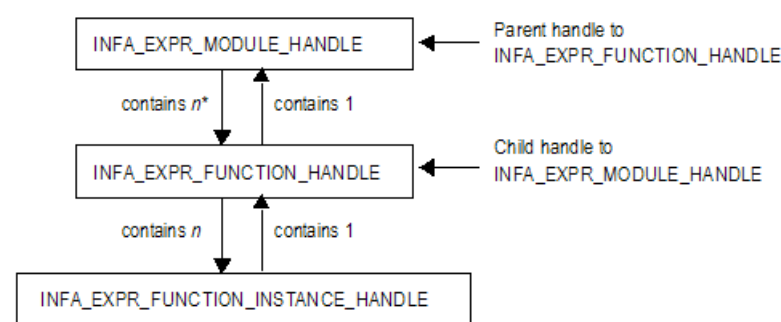 INFA_EXPR_MODULE_HANDLE
Parent handle to
INFA_EXPR_FUNCTION_HANDLE
contains n*
contains 1
INFA_EXPR_FUNCTION_HANDLE
Child handle to
INFA_EXPR_MODULE_HANDLE
contains n
contains 1
INFA_EXPR_FUNCTION_INSTANCE_HANDLE